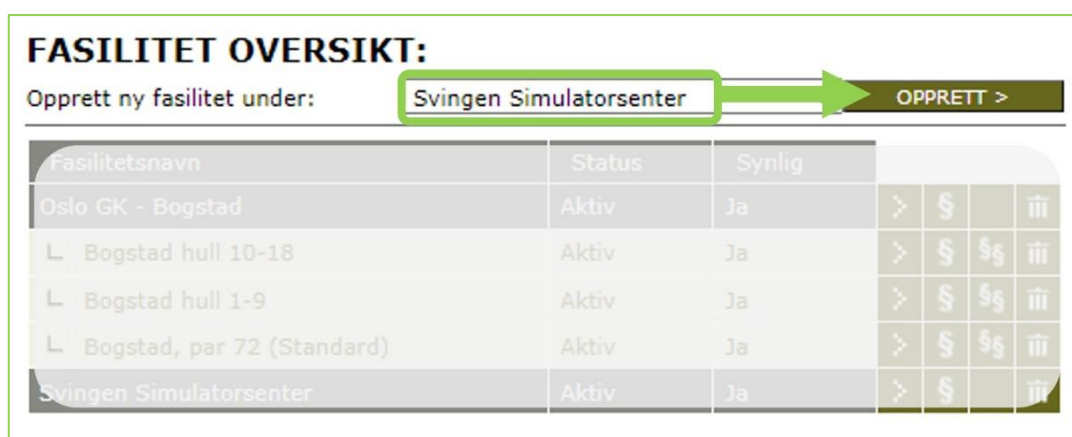 FASILITET OVERSIKT:
Opprett ny fasilitet under: Svingen Simulatorsenter OPPRETT >
Fasilitetsnavn Status Synlig
Oslo GK - Bogstad Aktiv Ja > §
Bogstad hull 10-18 Aktiv Ja > § §§
Bogstad hull 1-9 Aktiv Ja > § §§
Bogstad, par 72 (Standard) Aktiv Ja > § §§
Svingen Simulatorsenter Aktiv Ja > §